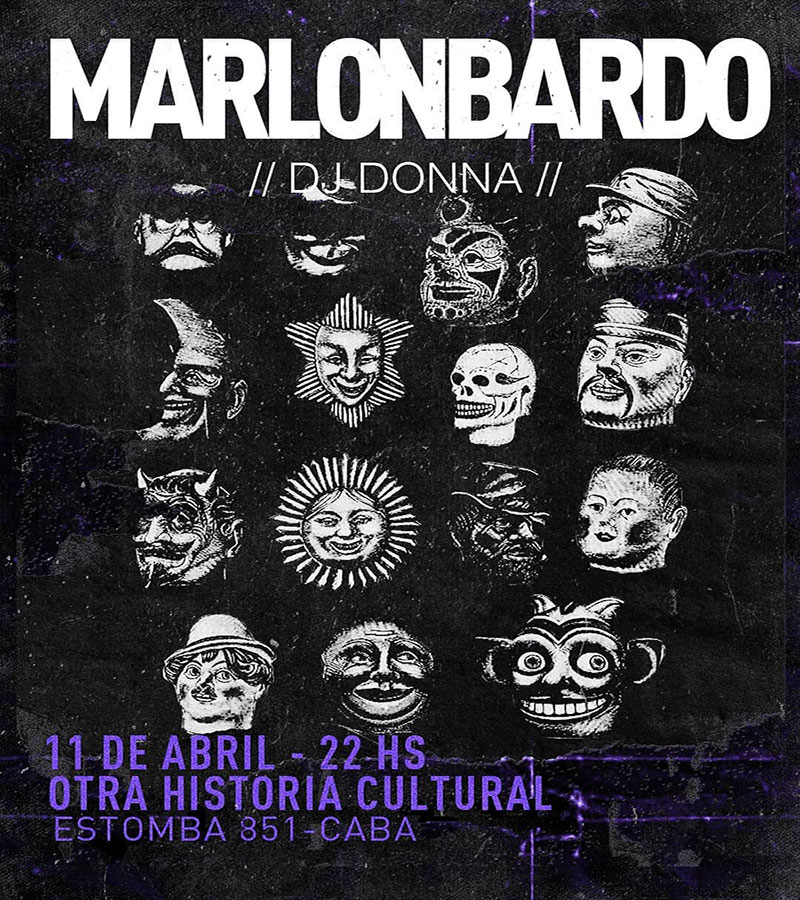 MARLONBARDO
// DJ DONNA //
11 DE ABRIL - 22 HS
OTRA HISTORIA CULTURAL
ESTOMBA 851-CABA